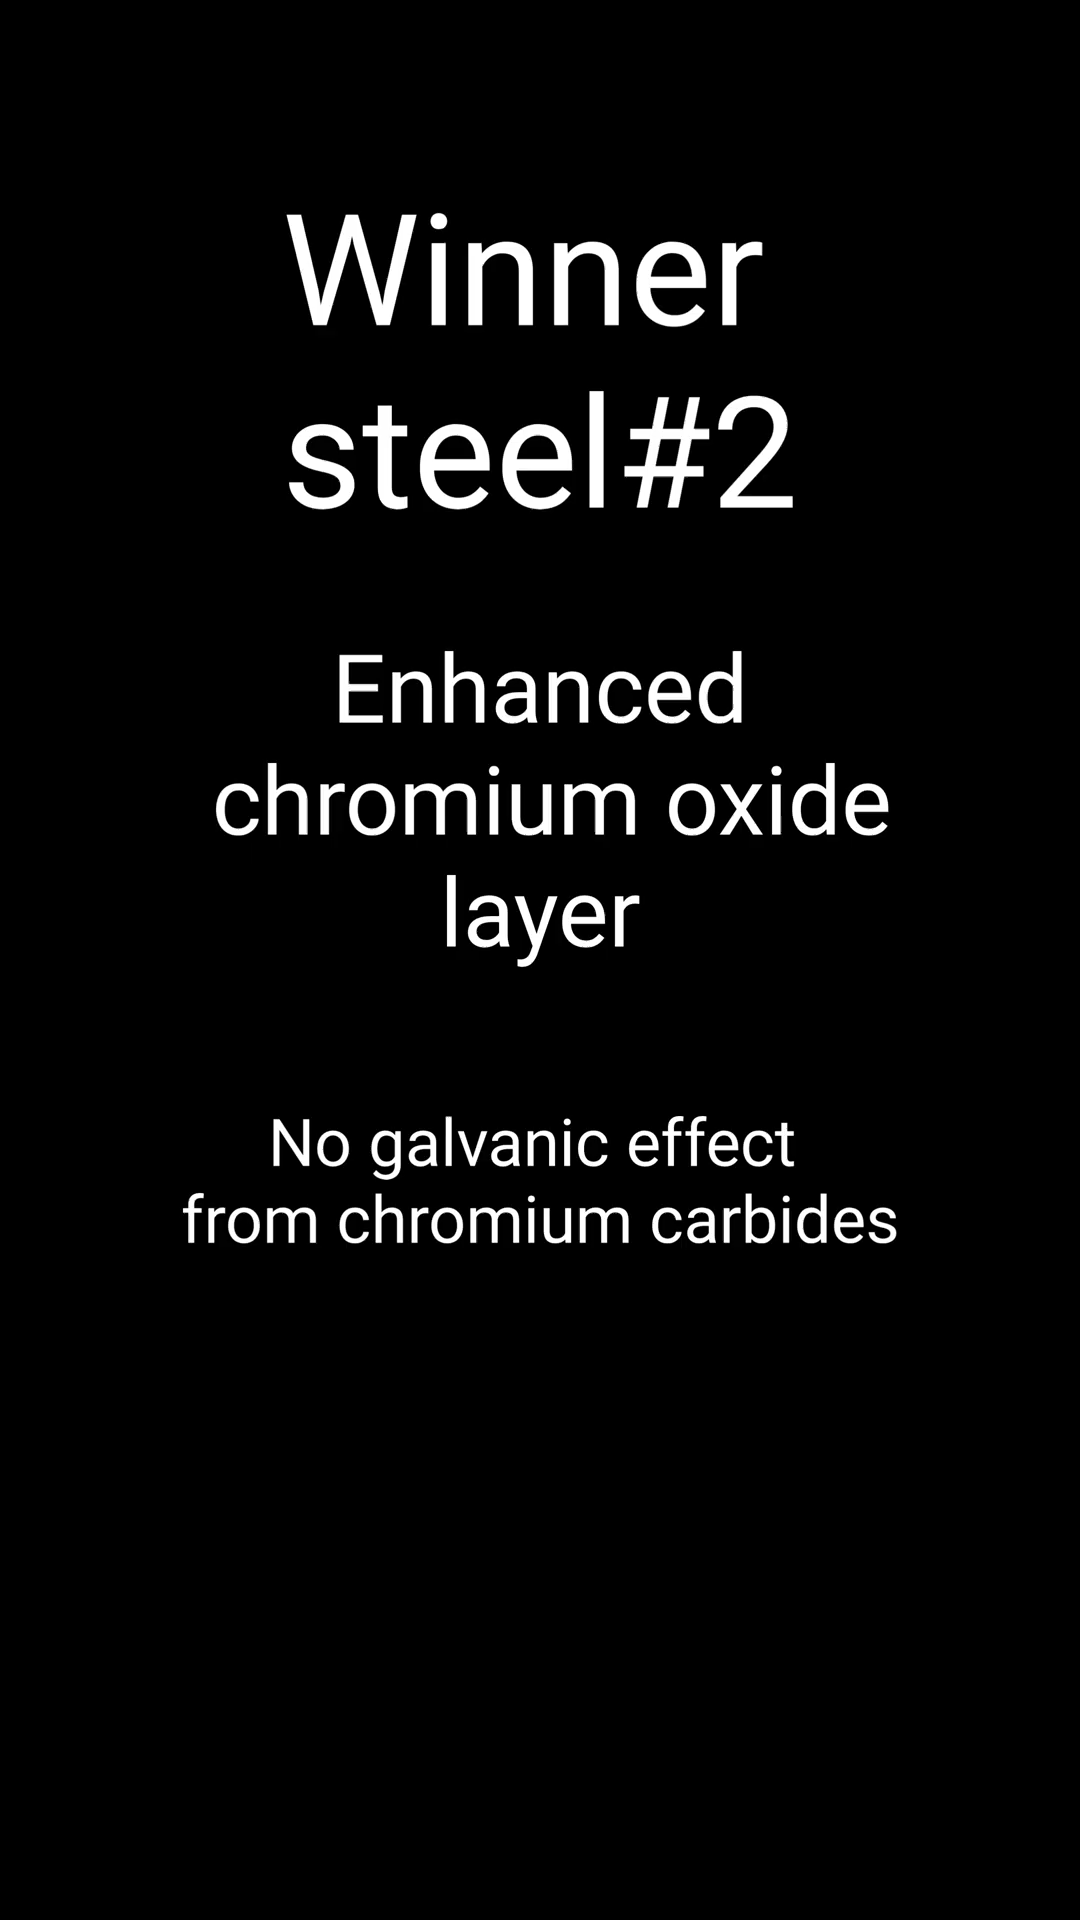 Winner
steel#2
Enhanced
chromium oxide
layer
No galvanic effect
from chromium carbides